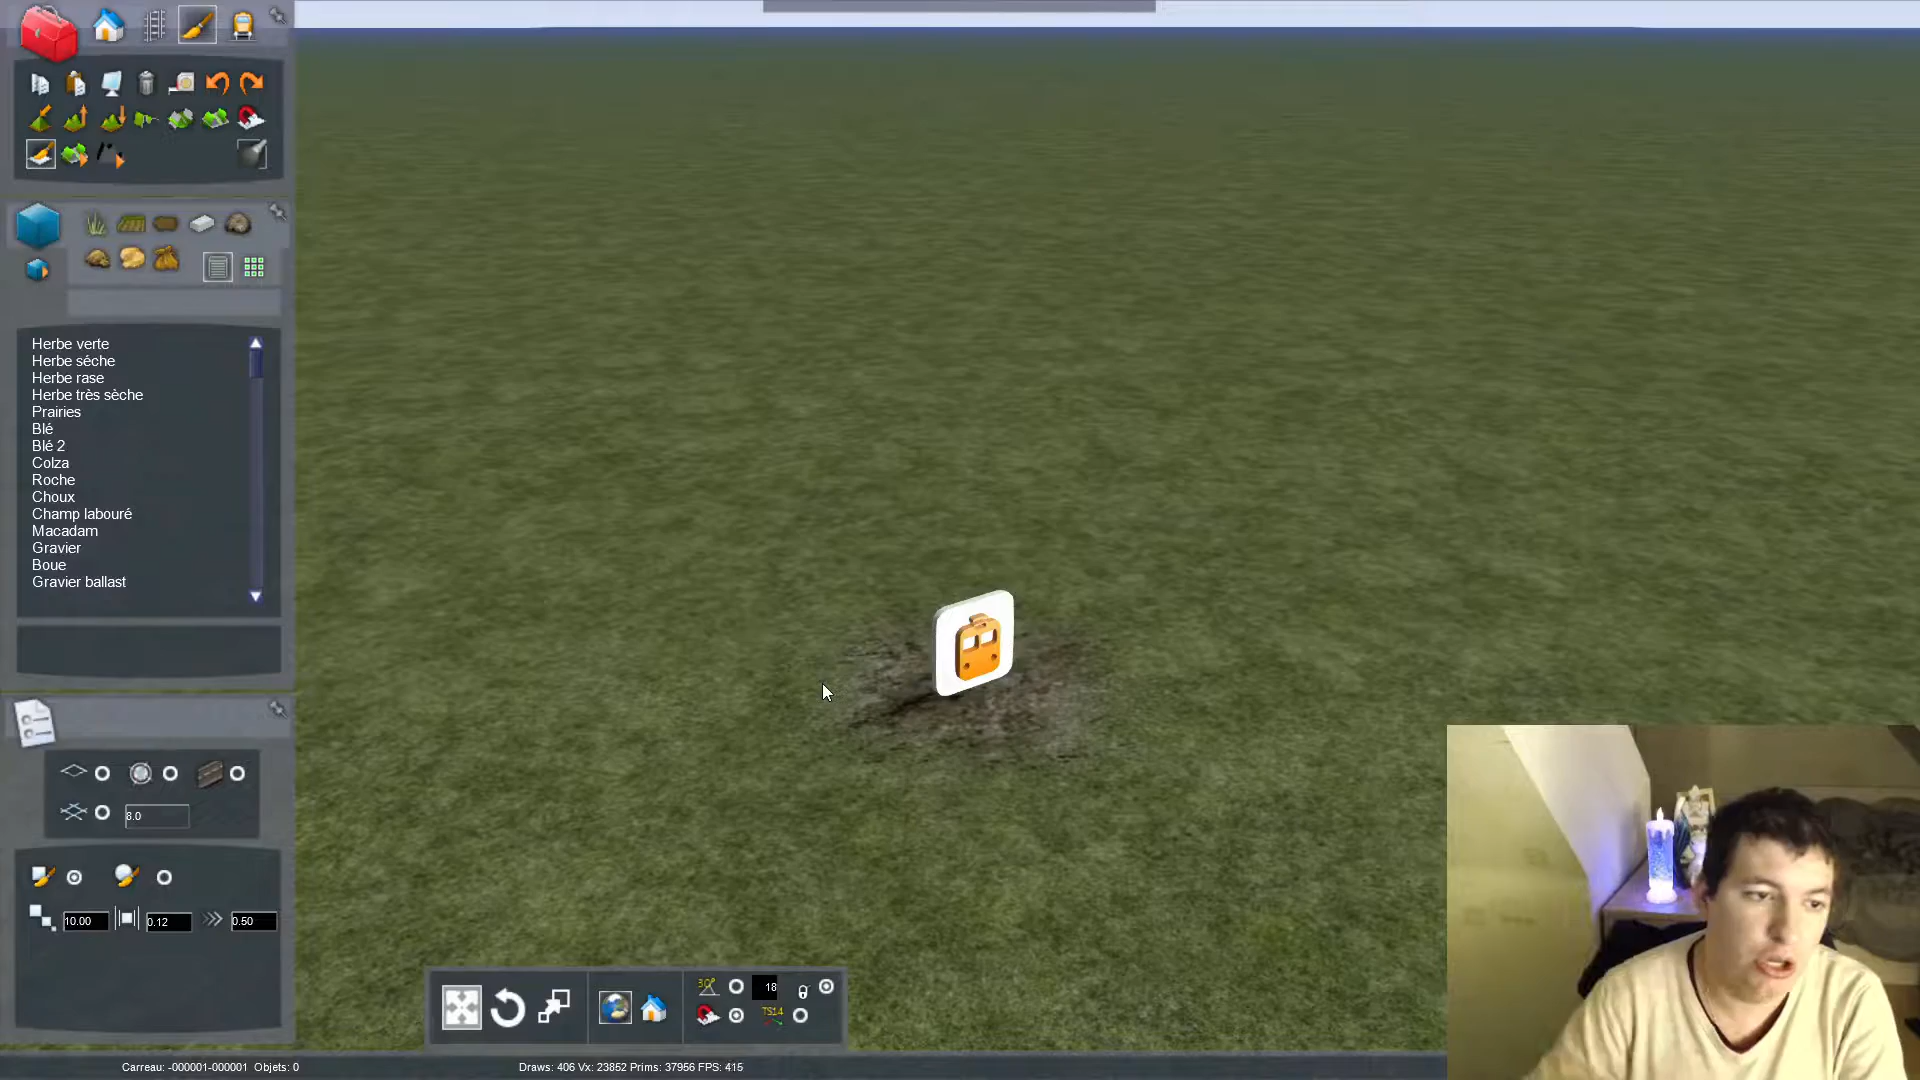 Herbe verte
Herbe séche
Herbe rase
Herbe très sèche
Prairies
Blé
Blé 2
Colza
Roche
Choux
Champ labouré
Macadam
Gravier
Boue
Gravier ballast
8.0
10.00 0.12 0.50
30° 18
TS14
Carreau: -000001-000001 Objets: 0
Draws: 406 Vx: 23852 Prims: 37956 FPS: 415